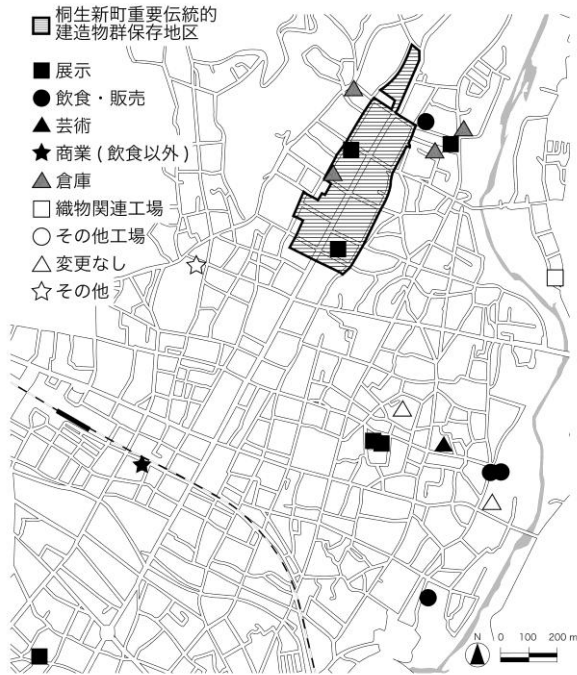 桐生新町重要伝統的
建造物群保存地区
展示
飲食・販売
芸術
商業 ( 飲食以外 )
倉庫
織物関連工場
その他工場
変更なし
その他
N
0 100 200 m